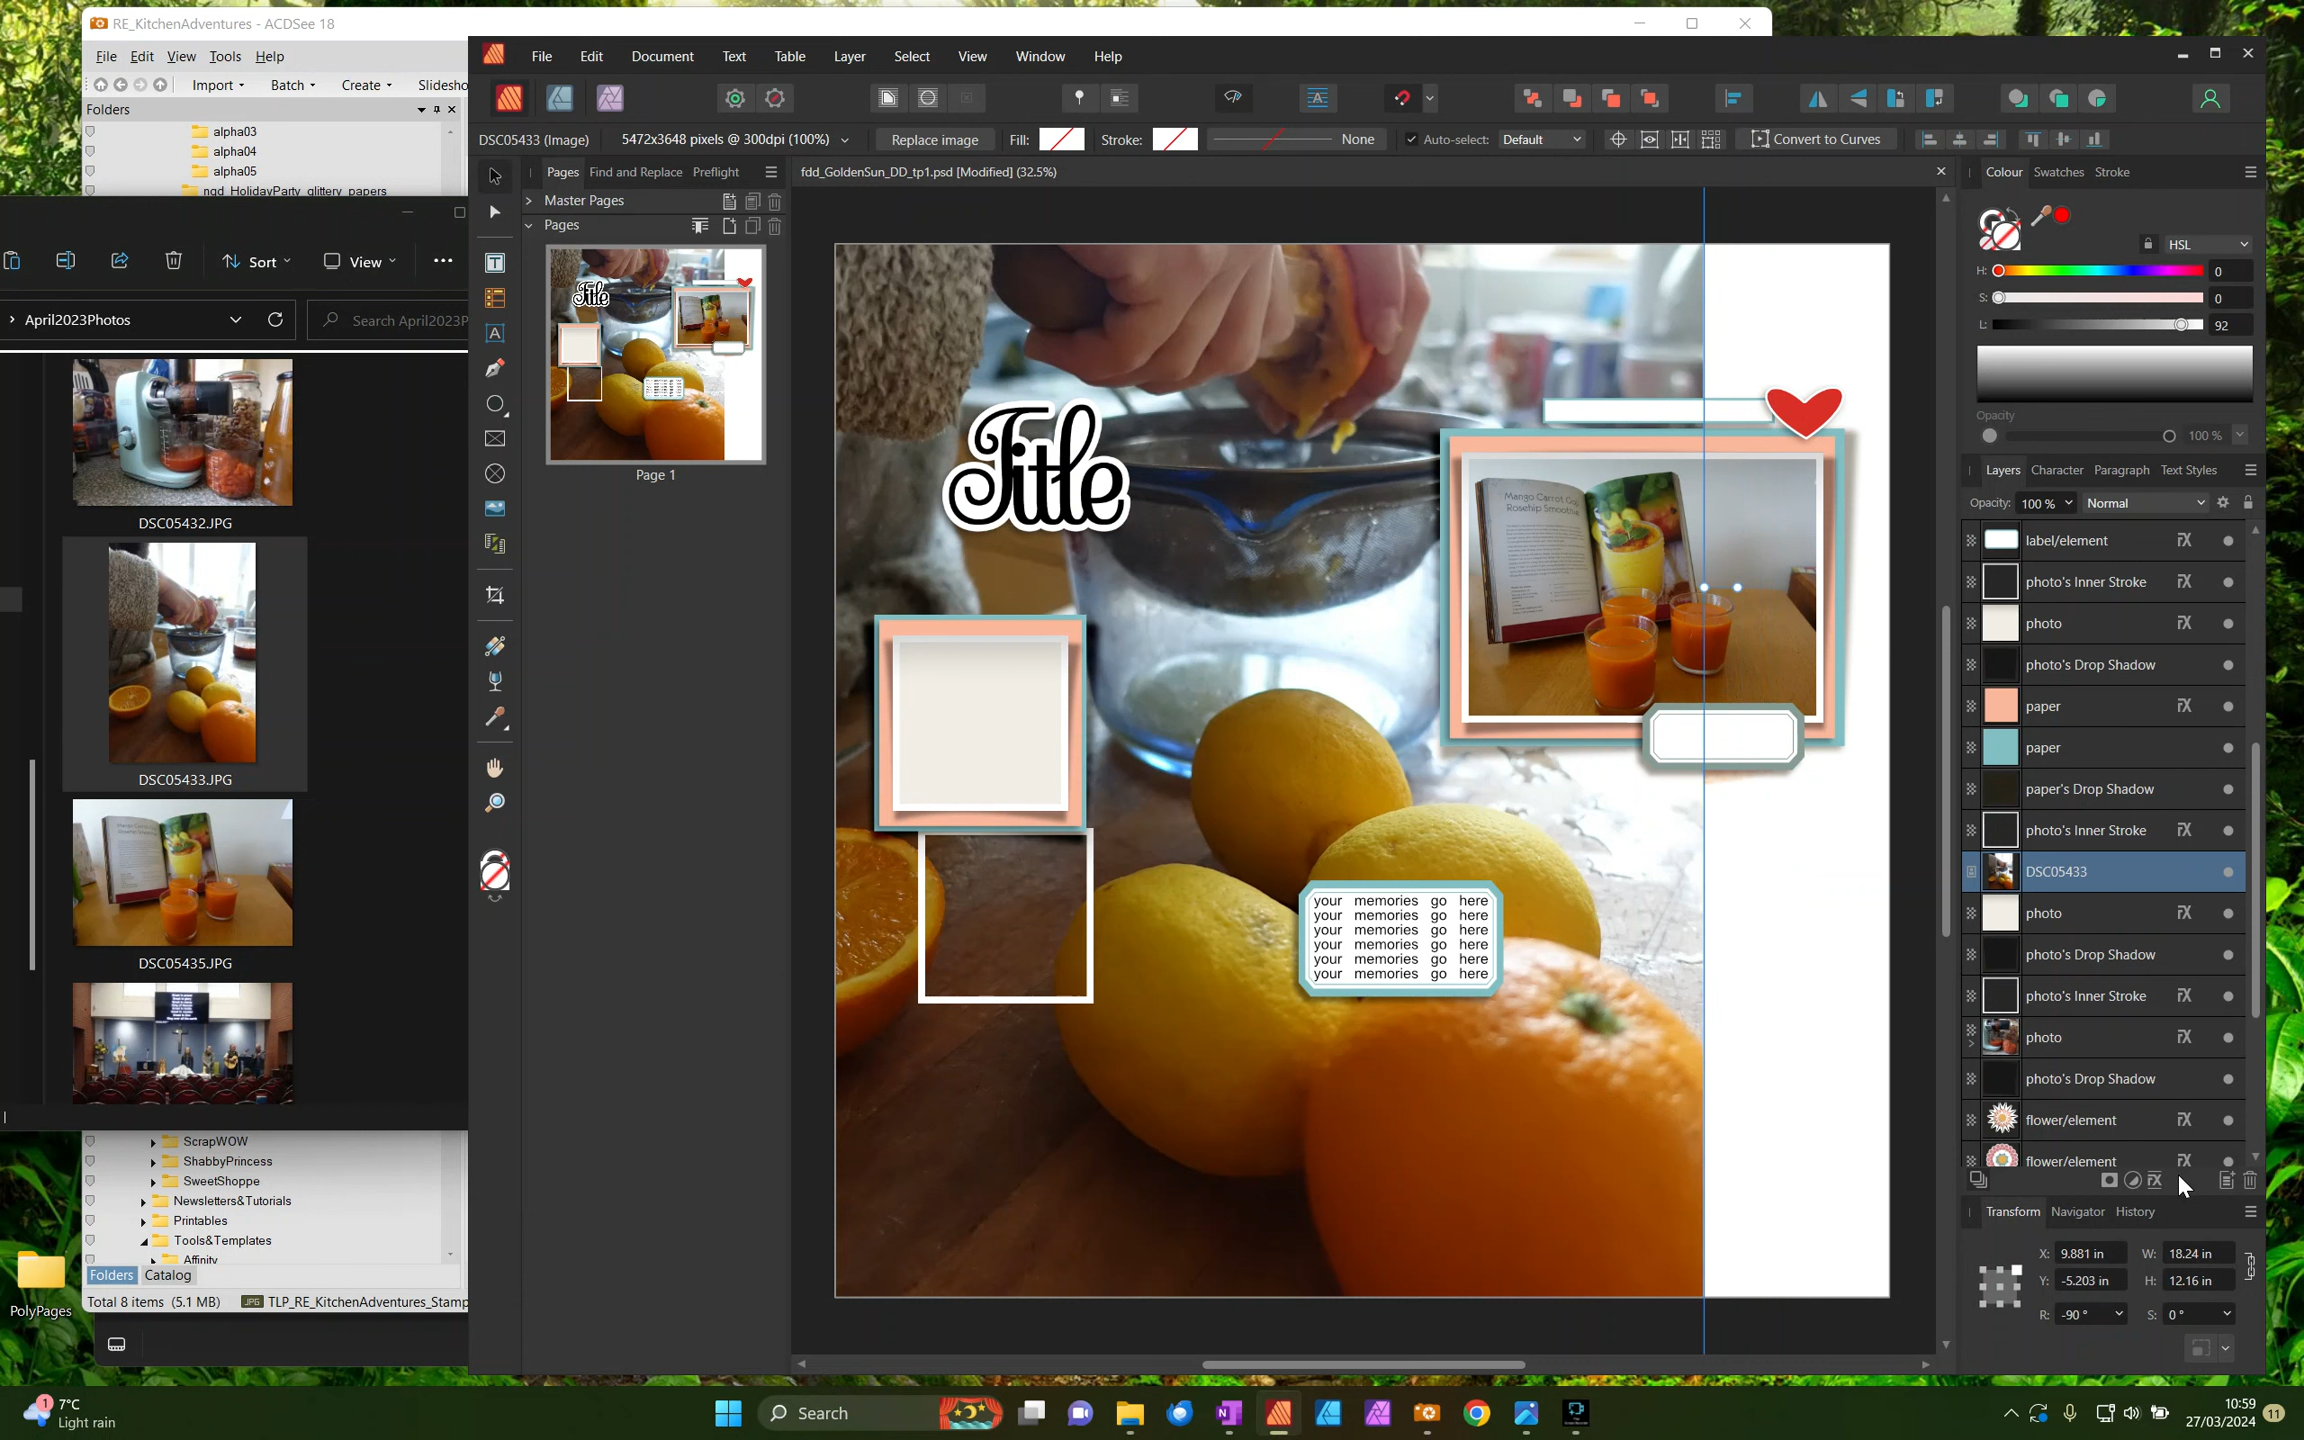 RE_KitchenAdventures - ACDSee 18
File Edit View Tools Help
Import Batch Create Slidesho
Folders
alpha03
alpha04
alpha05
ngd_HolidayParty_glittery_papers
Sort View
April2023Photos
Search April2023P
DSC05432.JPG
DSC05433.JPG
DSC05435.JPG
ScrapWOW
ShabbyPrincess
SweetShoppe
Newsletters&Tutorials
Printables
Tools&Templates
Affinity
Folders Catalog
Total 8 items (5.1 MB) JPG TLP_RE_KitchenAdventures_Stamp
PolyPages
File Edit Document Text Table Layer Select View Window Help
DSC05433 (Image) 5472x3648 pixels @ 300dpi (100%) Replace image Fill: Stroke: None Auto-select: Default Convert to Curves
Pages Find and Replace Preflight
Master Pages
Pages
Title
Page 1
fdd_GoldenSun_DD_tp1.psd [Modified] (32.5%)
Title
Mango Carrot Goji
Rosehip Smoothie
your memories go here
your memories go here
your memories go here
your memories go here
your memories go here
your memories go here
Colour Swatches Stroke
HSL
H: 0
S: 0
L: 92
Opacity
100 %
Layers Character Paragraph Text Styles
Opacity: 100 % Normal
label/element
photo's Inner Stroke
photo
photo's Drop Shadow
paper
paper
paper's Drop Shadow
photo's Inner Stroke
DSC05433
photo
photo's Drop Shadow
photo's Inner Stroke
photo
photo's Drop Shadow
flower/element
flower/element
Transform Navigator History
X: 9.881 in W: 18.24 in
Y: -5.203 in H: 12.16 in
R: -90 ° S: 0 °
1
7°C
Light rain
Search
10:59
27/03/2024
11